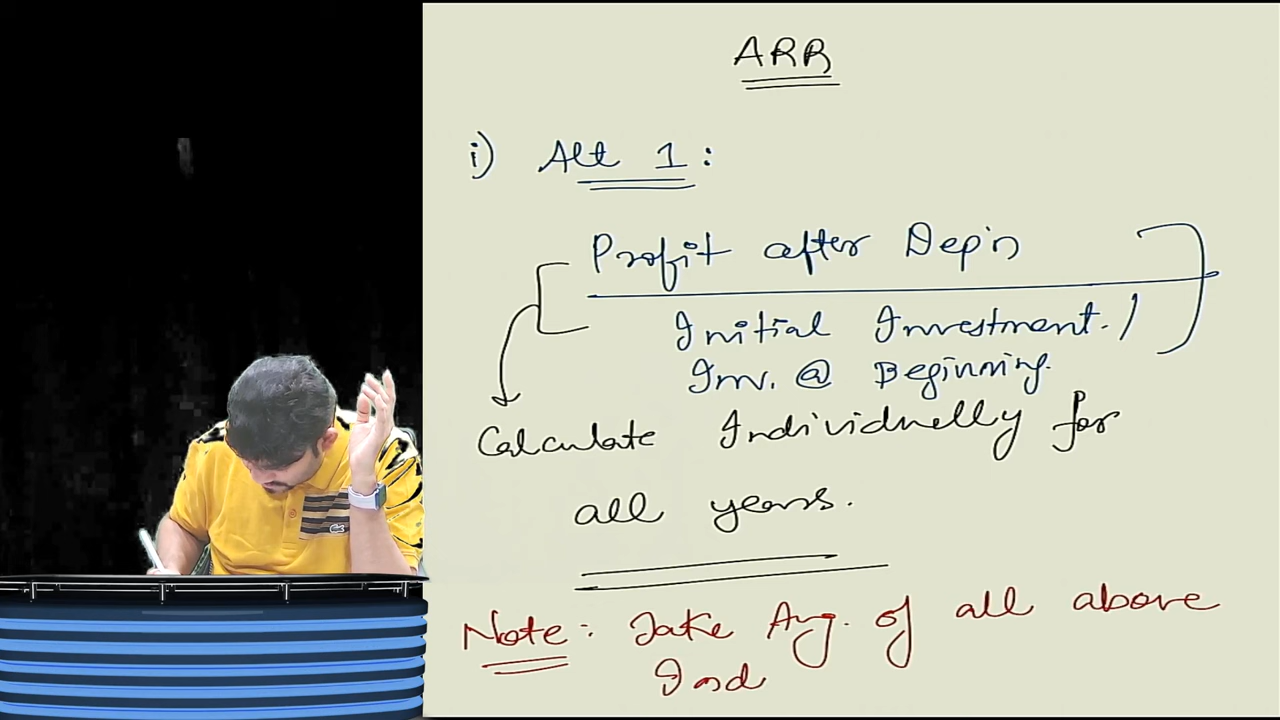 ARR
i) Alt 1:
Profit after Dep'n
Initial Investment. /
Inv. @ Beginning.
Calculate Individually for
all years.
Note: Take Avg. of all above
Ind